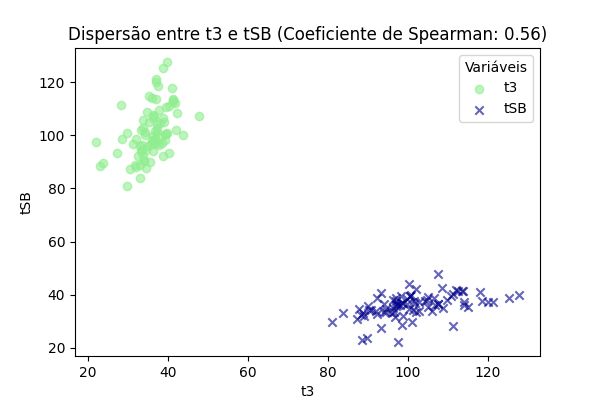 Dispersão entre t3 e tSB (Coeficiente de Spearman: 0.56)
Variáveis
t3
tSB
tSB
120
100
80
60
40
20
20 40 60 80 100 120
t3